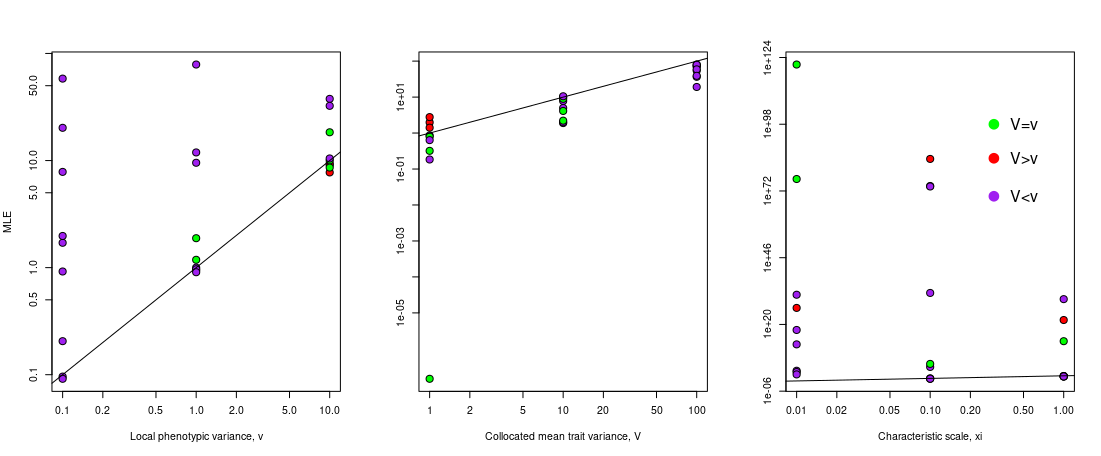 MLE
50.0
10.0
5.0
1.0
0.5
0.1
0.1 0.2 0.5 1.0 2.0 5.0 10.0
Local phenotypic variance, v
1e+01
1e-01
1e-03
1e-05
1 2 5 10 20 50 100
Collocated mean trait variance, V
1e+124
1e+98
1e+72
1e+46
1e+20
1e-06
V=v
V>v
V<v
0.01 0.02 0.05 0.10 0.20 0.50 1.00
Characteristic scale, xi